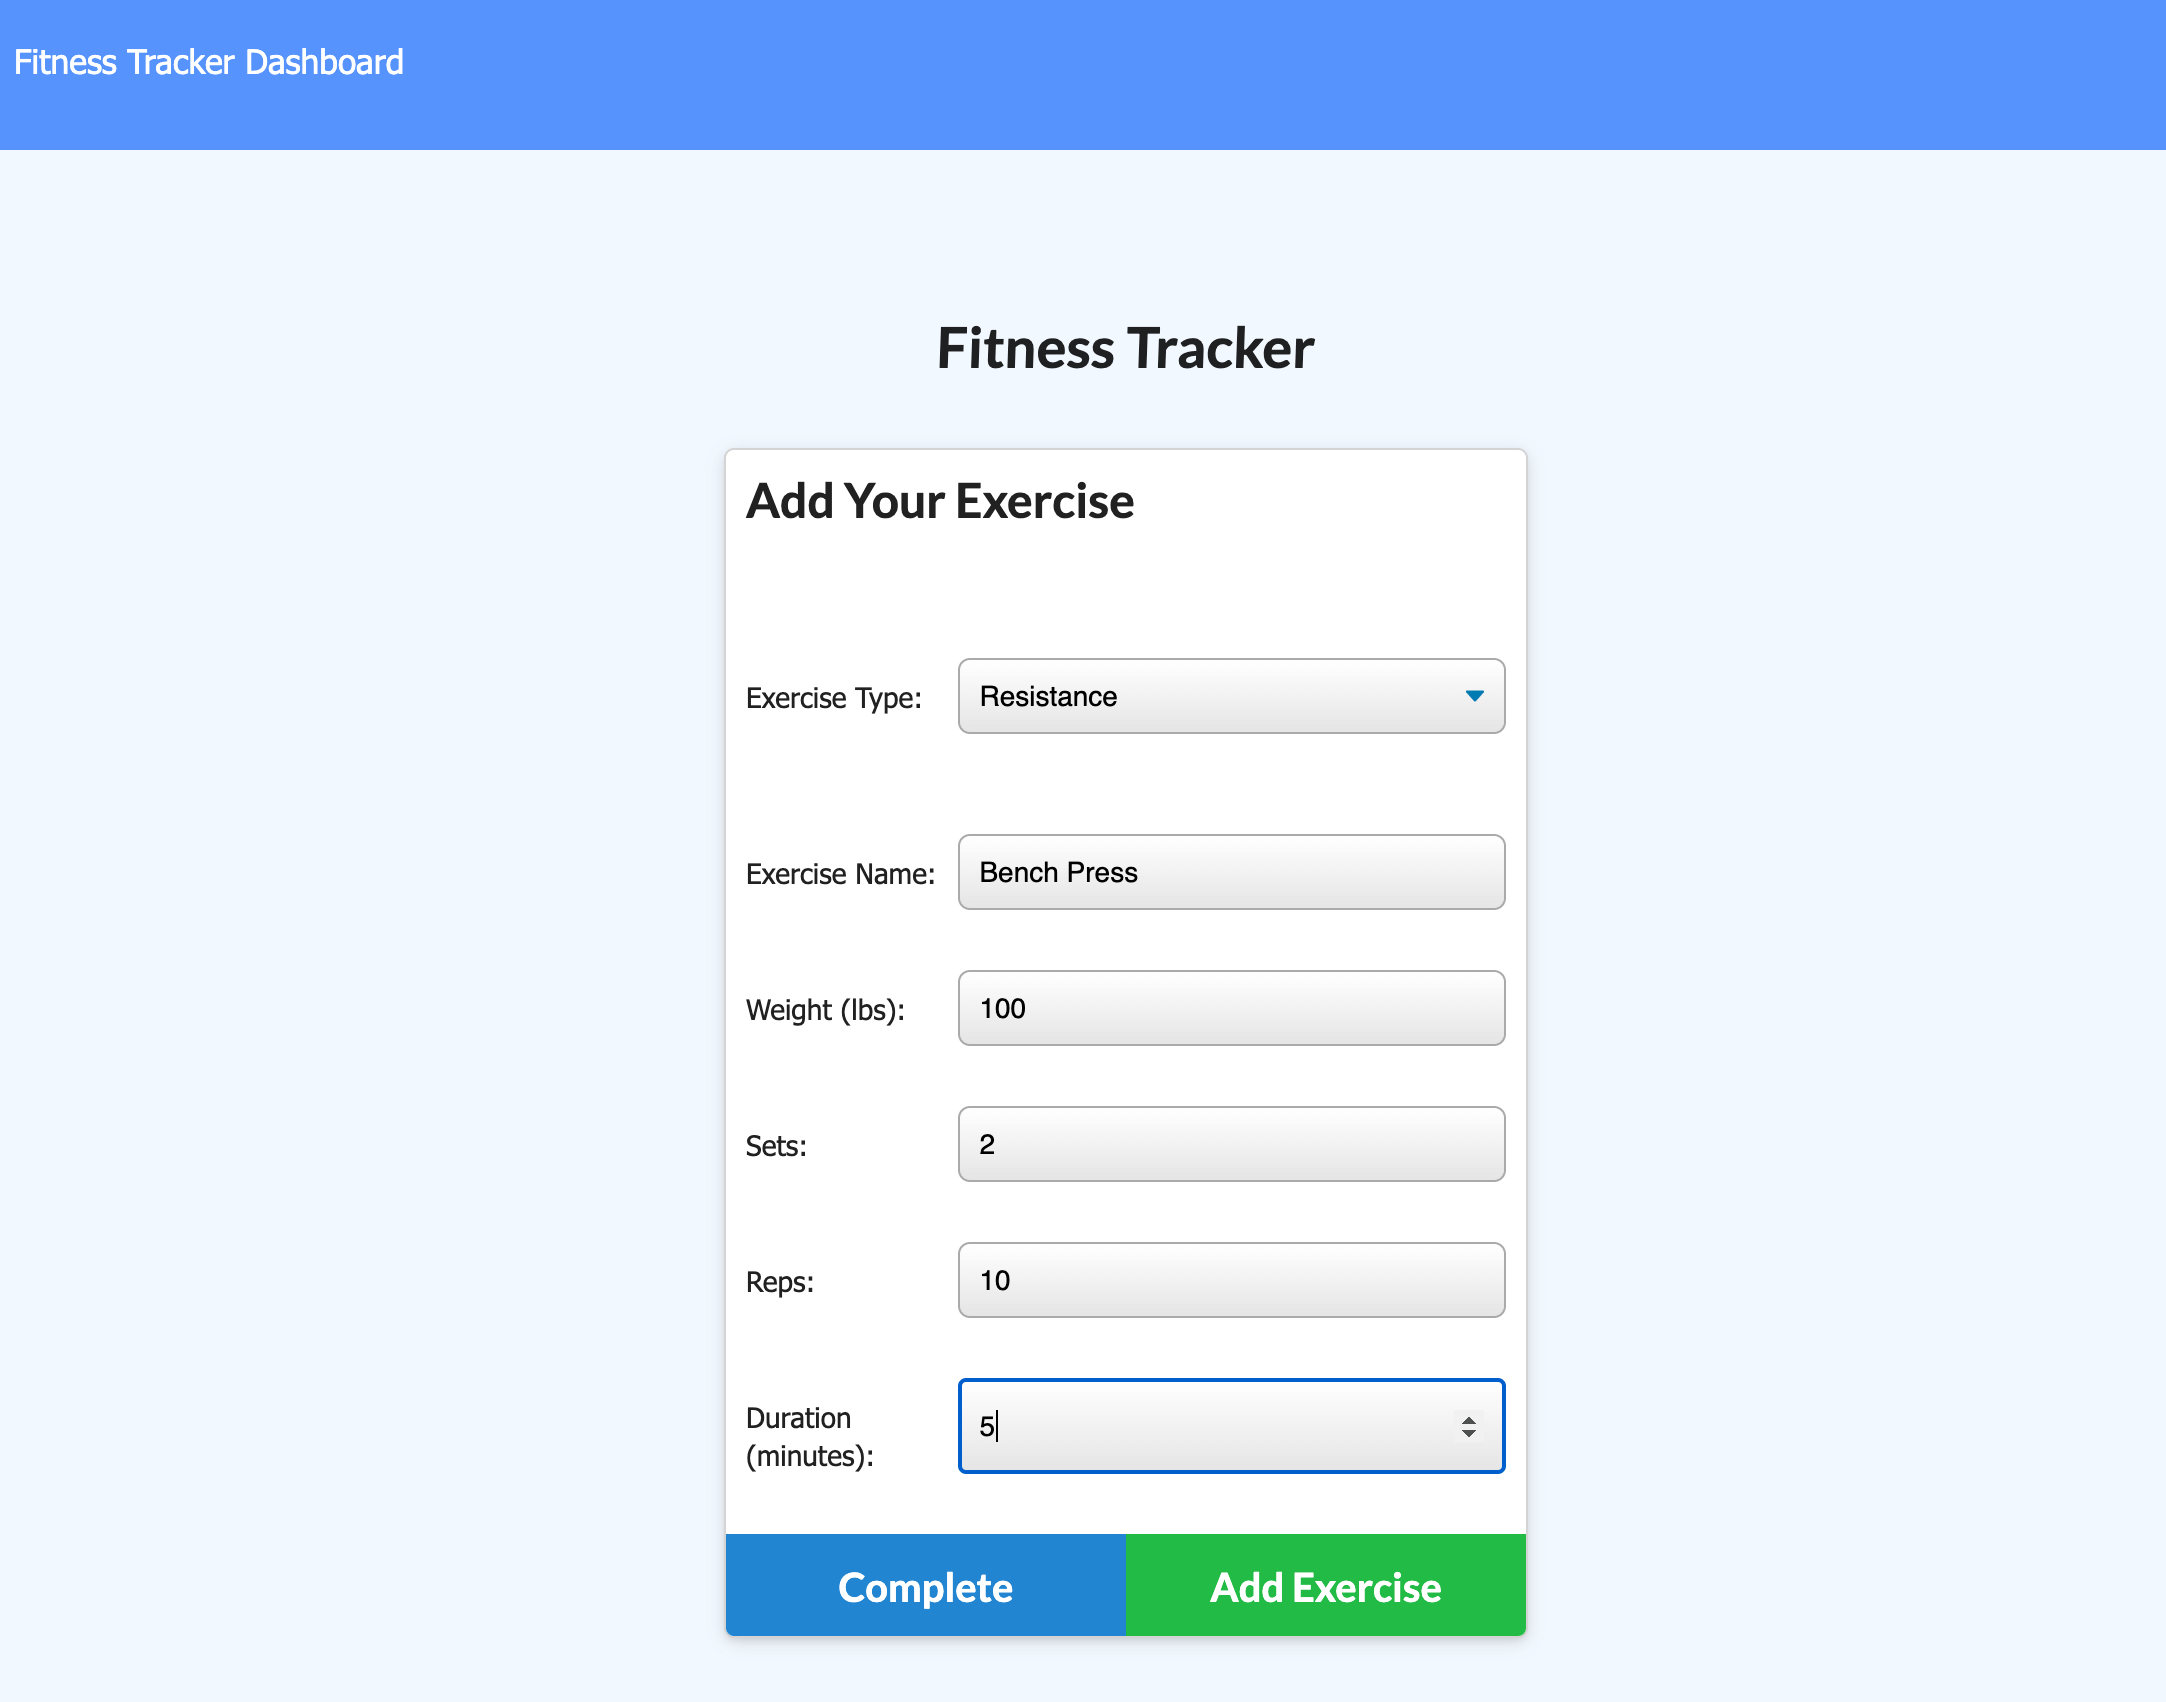 Fitness Tracker Dashboard
Fitness Tracker
Add Your Exercise
Exercise Type: Resistance
Exercise Name: Bench Press
Weight (lbs): 100
Sets: 2
Reps: 10
Duration
(minutes): 5
Complete Add Exercise